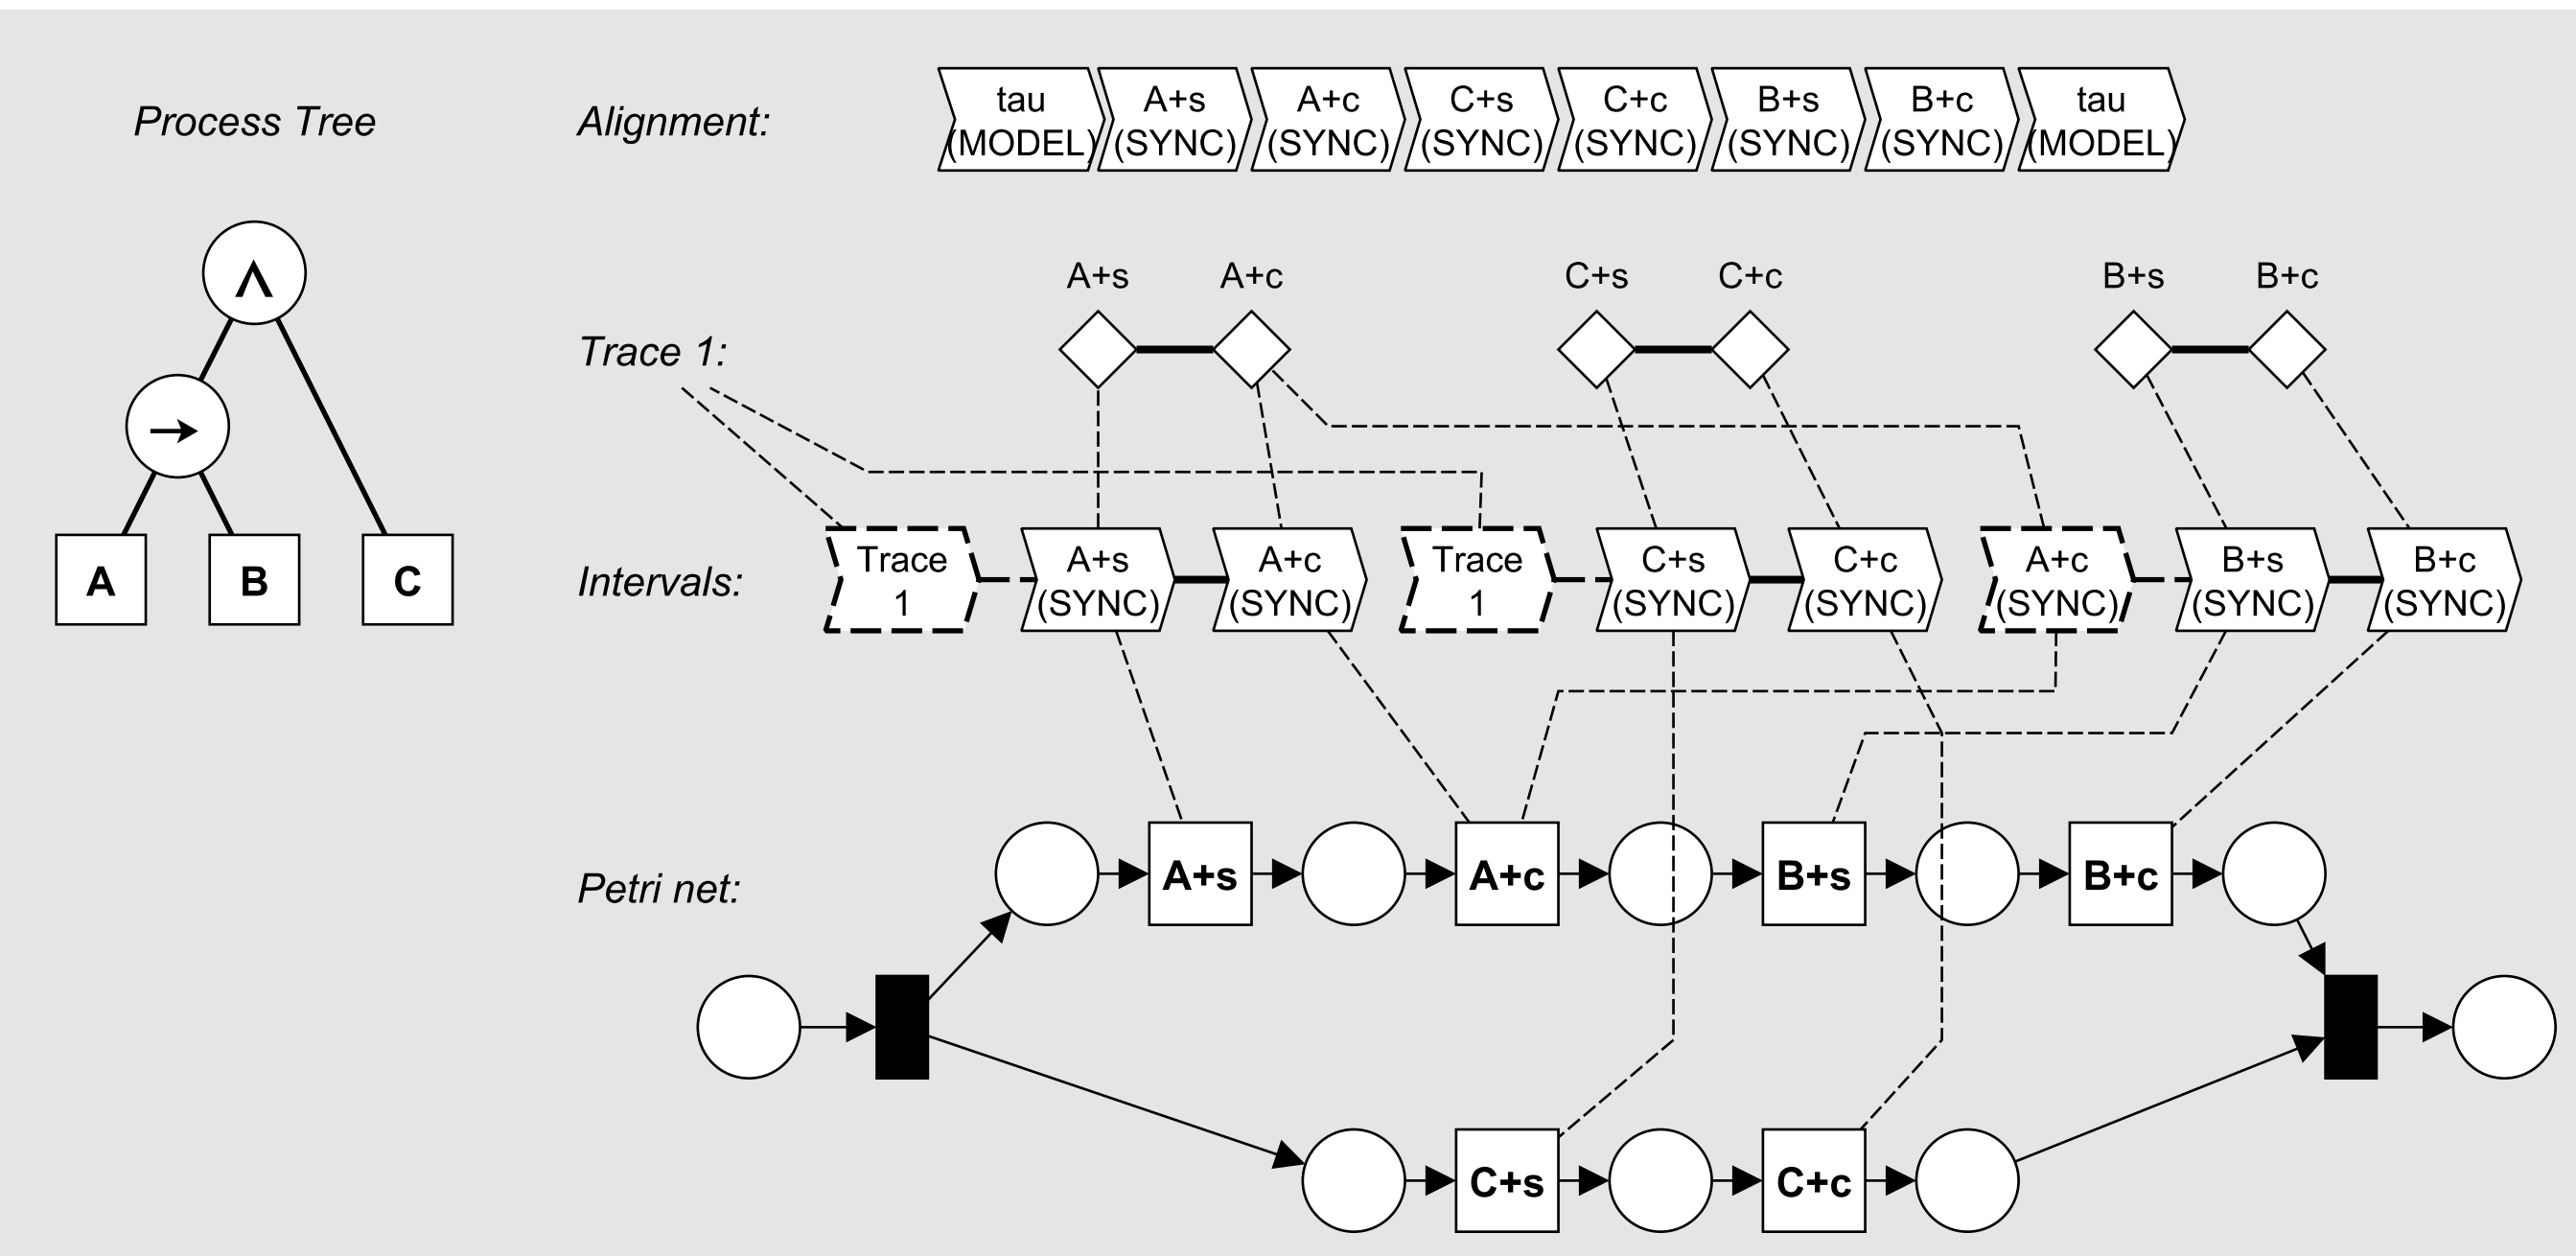 Process Tree
Alignment:
tau
(MODEL)
A+s
(SYNC)
A+c
(SYNC)
C+s
(SYNC)
C+c
(SYNC)
B+s
(SYNC)
B+c
(SYNC)
tau
(MODEL)
∧
→
A
B
C
Trace 1:
A+s
A+c
C+s
C+c
B+s
B+c
Intervals:
Trace
1
A+s
(SYNC)
A+c
(SYNC)
Trace
1
C+s
(SYNC)
C+c
(SYNC)
A+c
(SYNC)
B+s
(SYNC)
B+c
(SYNC)
Petri net:
A+s
A+c
B+s
B+c
C+s
C+c